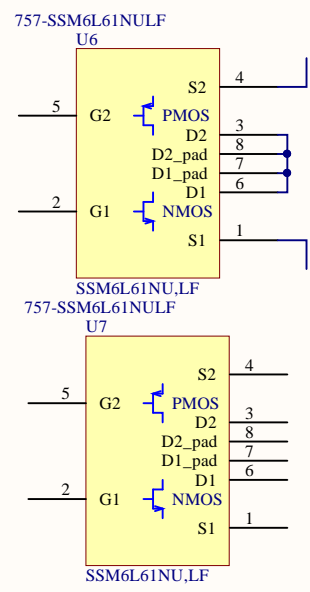 757-SSM6L61NULF
U6
S2 4
5 G2 PMOS
D2 3
D2_pad 8
D1_pad 7
D1 6
2 G1 NMOS
S1 1
SSM6L61NU,LF
757-SSM6L61NULF
U7
S2 4
5 G2 PMOS
D2 3
D2_pad 8
D1_pad 7
D1 6
2 G1 NMOS
S1 1
SSM6L61NU,LF